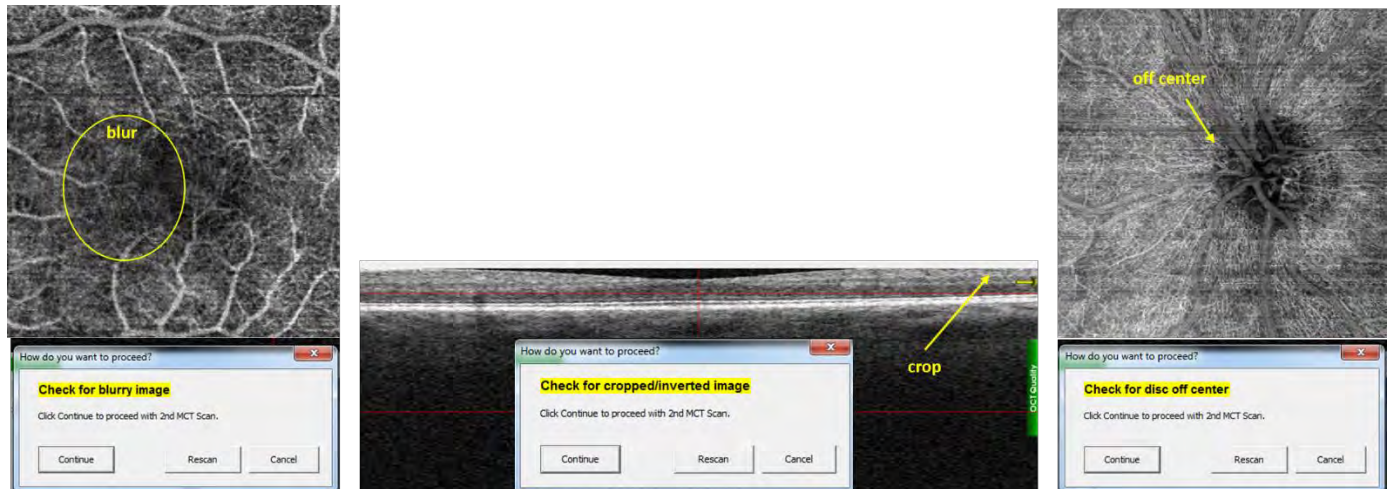 blur
How do you want to proceed?
Check for blurry image
Click Continue to proceed with 2nd MCT Scan.
Continue Rescan Cancel
crop
OCT Quality
How do you want to proceed?
Check for cropped/inverted image
Click Continue to proceed with 2nd MCT Scan.
Continue Rescan Cancel
off center
How do you want to proceed?
Check for disc off center
Click Continue to proceed with 2nd MCT Scan.
Continue Rescan Cancel